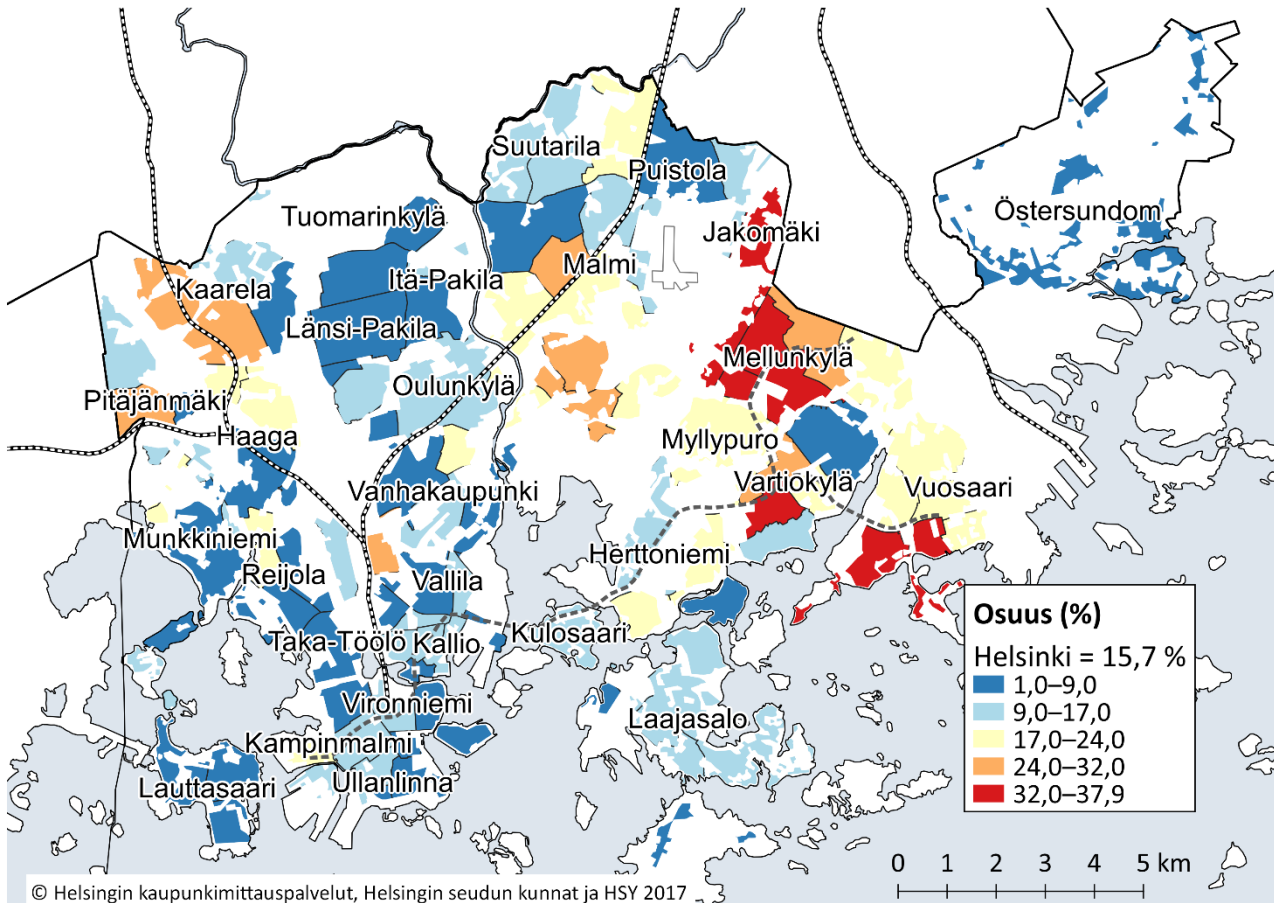 Suutarila
Puistola
Tuomarinkylä
Östersundom
Jakomäki
Itä-Pakila
Malmi
Kaarela
Länsi-Pakila
Mellunkylä
Oulunkylä
Pitäjänmäki
Haaga
Myllypuro
Vartiokylä
Vuosaari
Vanhakaupunki
Munkkiniemi
Herttoniemi
Reijola
Vallila
Taka-Töölö
Kallio
Kulosaari
Vironniemi
Laajasalo
Kampinmalmi
Ullanlinna
Lauttasaari
Osuus (%)
Helsinki = 15,7 %
1,0–9,0
9,0–17,0
17,0–24,0
24,0–32,0
32,0–37,9
0 1 2 3 4 5 km
© Helsingin kaupunkimittauspalvelut, Helsingin seudun kunnat ja HSY 2017